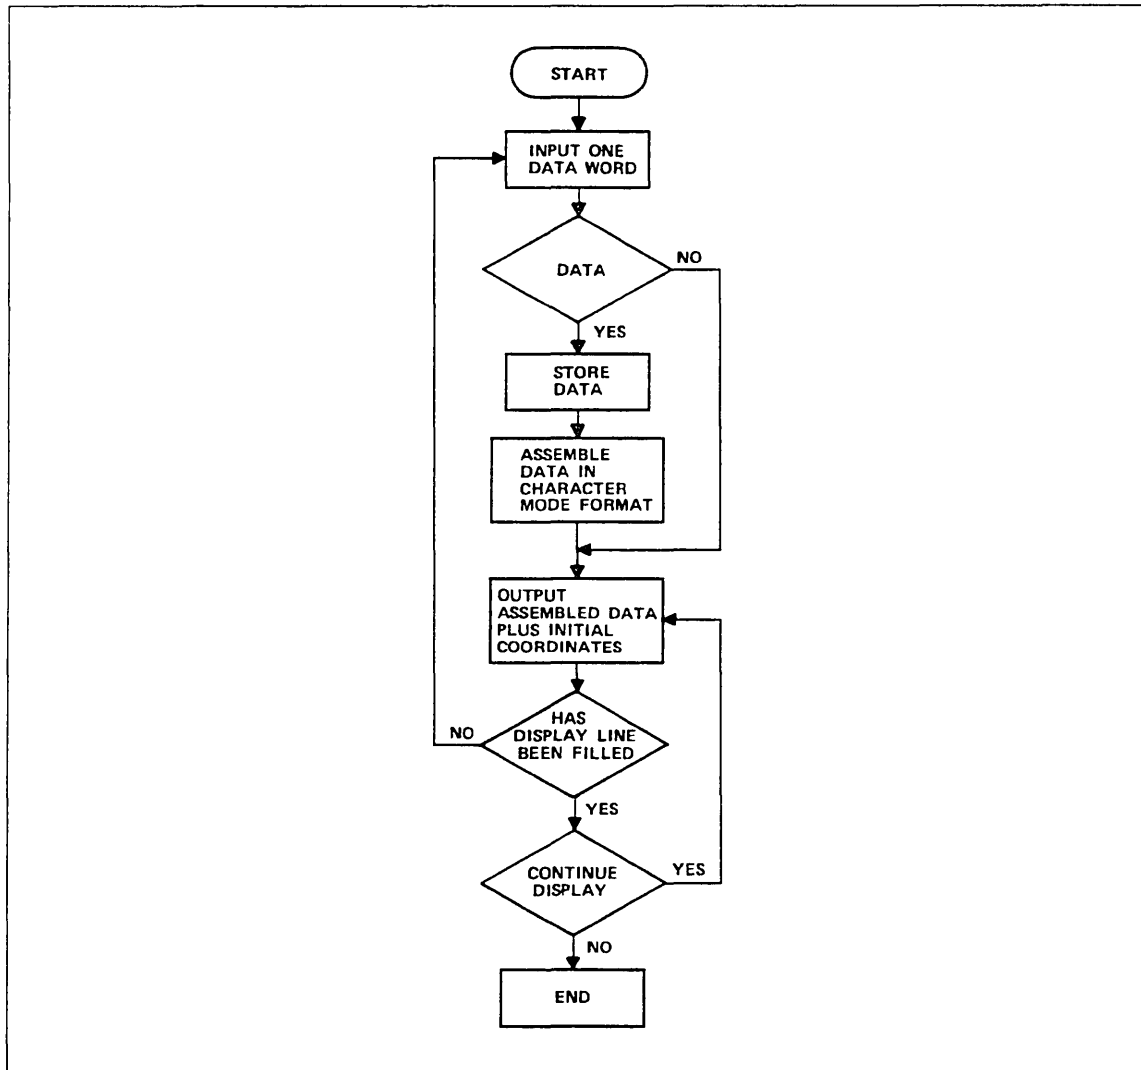 START
INPUT ONE
DATA WORD
DATA
NO
YES
STORE
DATA
ASSEMBLE
DATA IN
CHARACTER
MODE FORMAT
OUTPUT
ASSEMBLED DATA
PLUS INITIAL
COORDINATES
HAS
DISPLAY LINE
BEEN FILLED
NO
YES
CONTINUE
DISPLAY
YES
NO
END